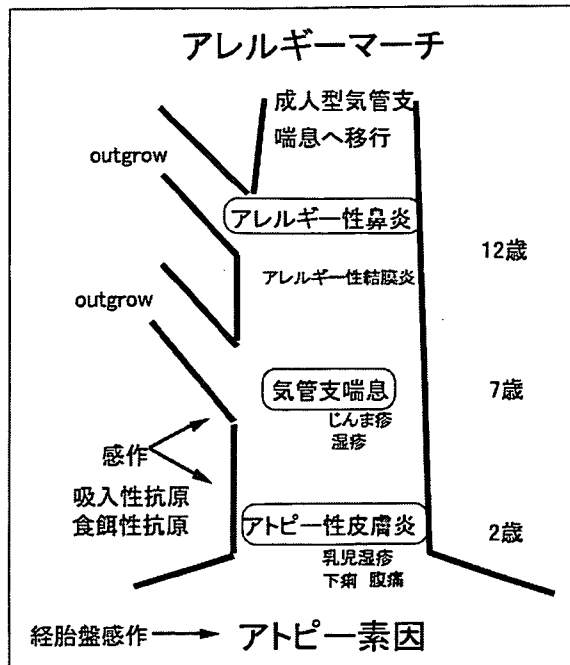 アレルギーマーチ
成人型気管支
喘息へ移行
outgrow
アレルギー性鼻炎
12歳
アレルギー性結膜炎
outgrow
気管支喘息
7歳
じんま疹
湿疹
感作
吸入性抗原
食餌性抗原
アトピー性皮膚炎
2歳
乳児湿疹
下痢 腹痛
経胎盤感作
アトピー素因